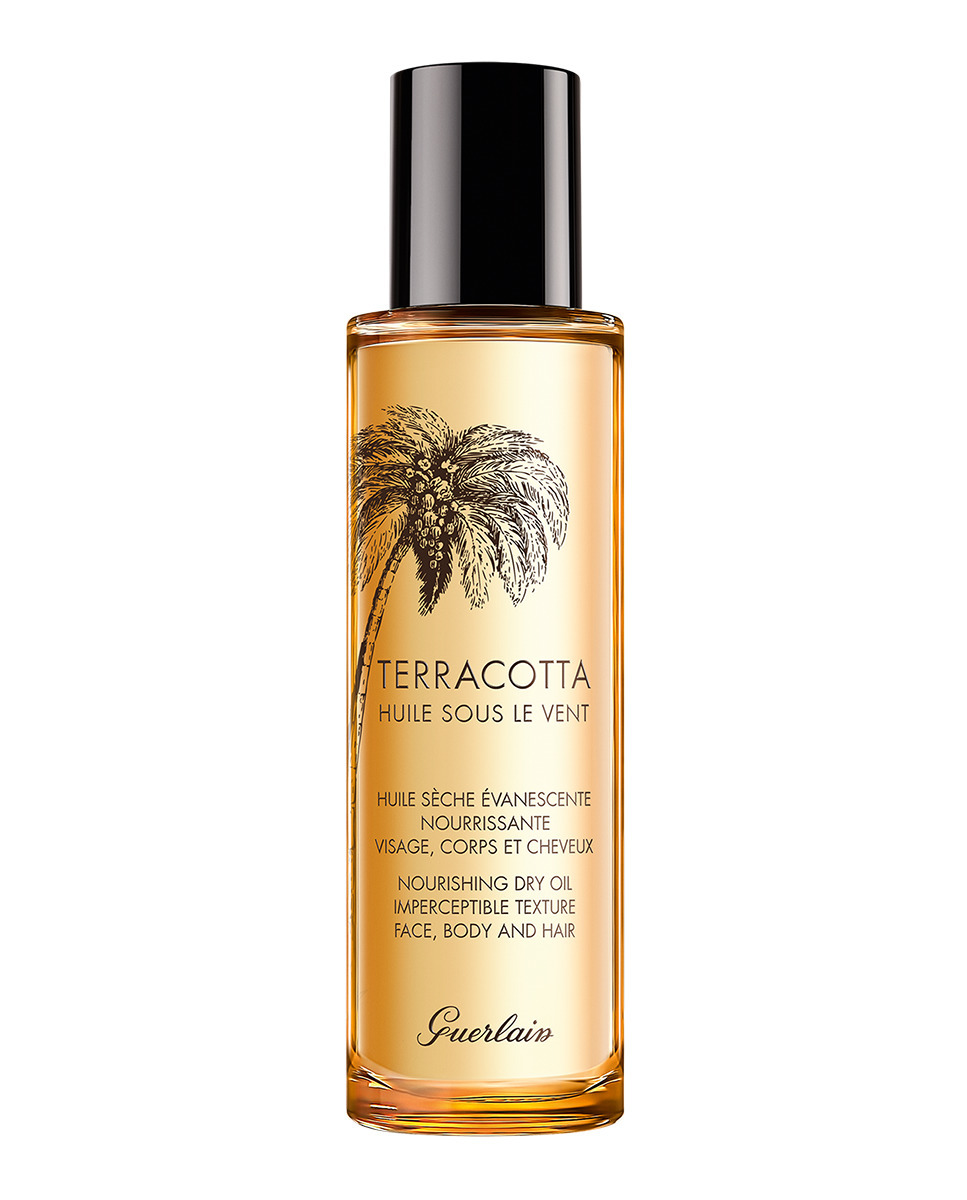 TERRACOTTA
HUILE SOUS LE VENT
HUILE SÈCHE ÉVANESCENTE
NOURRISSANTE
VISAGE, CORPS ET CHEVEUX
NOURISHING DRY OIL
IMPERCEPTIBLE TEXTURE
FACE, BODY AND HAIR
Guerlain